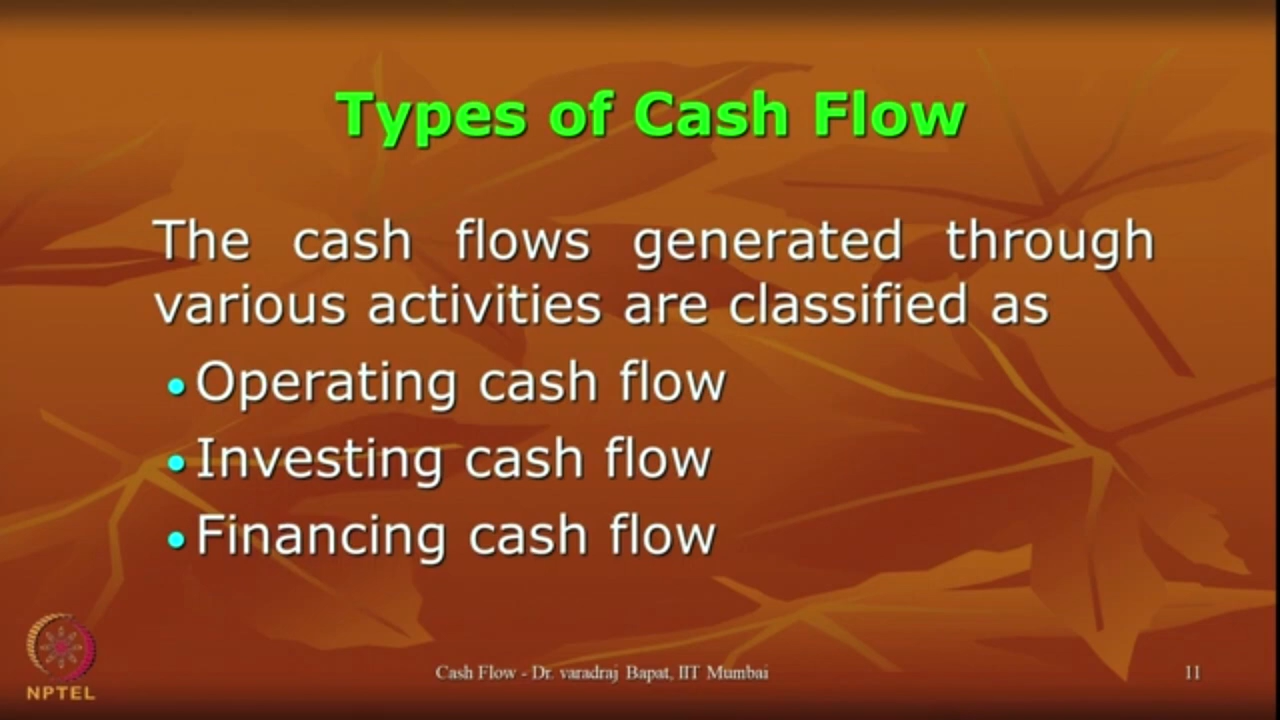 Types of Cash Flow
The cash flows generated through
various activities are classified as
• Operating cash flow
• Investing cash flow
• Financing cash flow
NPTEL
Cash Flow - Dr. varadraj Bapat, IIT Mumbai
11